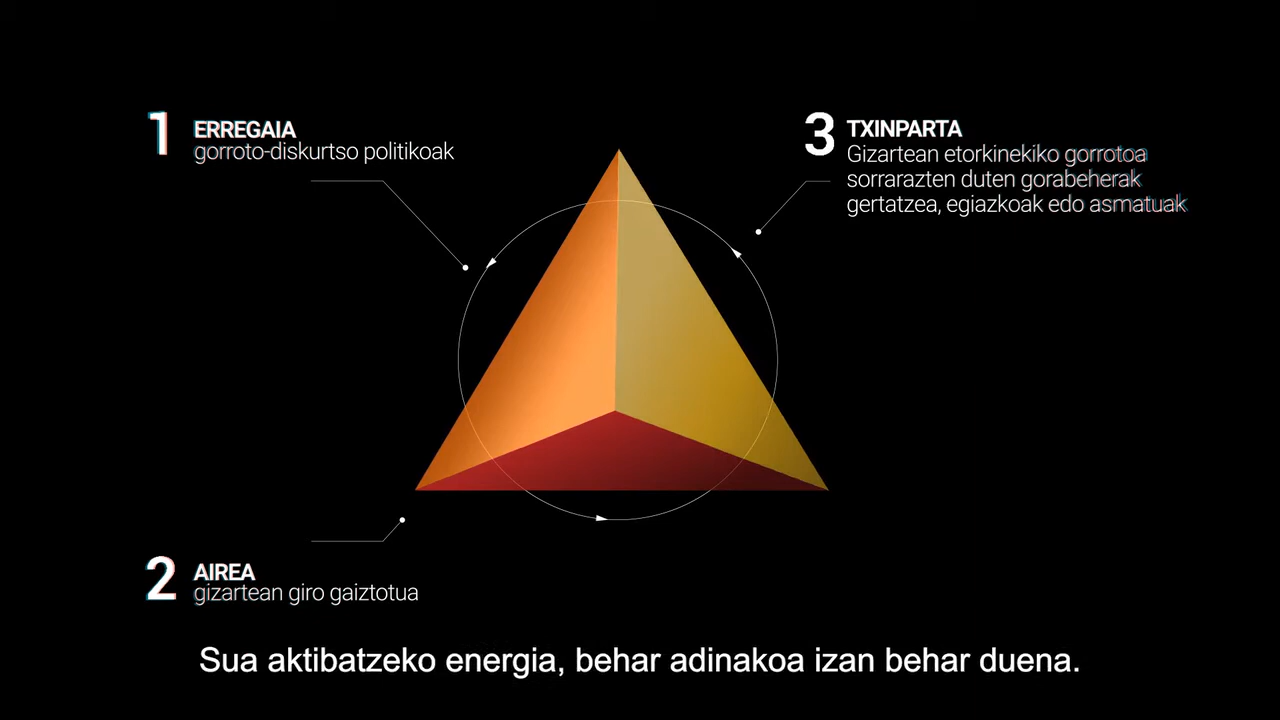 1 ERREGAIA
gorroto-diskurtso politikoak
3 TXINPARTA
Gizartean etorkinekiko gorrotoa
sorrarazten duten gorabeherak
gertatzea, egiazkoak edo asmatuak
2 AIREA
gizartean giro gaiztotua
Sua aktibatzeko energia, behar adinakoa izan behar duena.